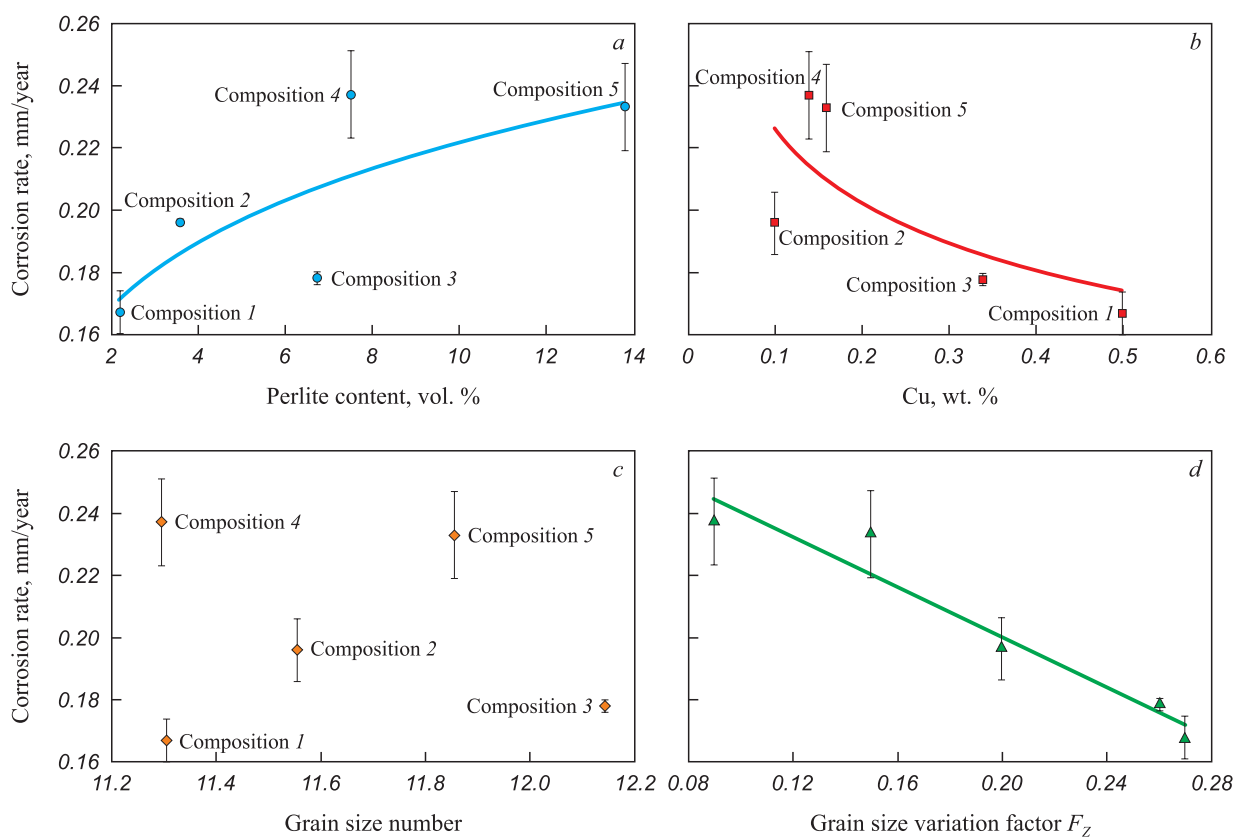 0.26
0.24
0.22
0.20
0.18
0.16
Corrosion rate, mm/year
a
Composition 4
Composition 5
Composition 2
Composition 3
Composition 1
2 4 6 8 10 12 14
Perlite content, vol. %
b
Composition 4
Composition 5
Composition 2
Composition 3
Composition 1
0 0.1 0.2 0.3 0.4 0.5 0.6
Cu, wt. %
0.26
0.24
0.22
0.20
0.18
0.16
Corrosion rate, mm/year
c
Composition 4
Composition 5
Composition 2
Composition 3
Composition 1
11.2 11.4 11.6 11.8 12.0 12.2
Grain size number
d
0.08 0.12 0.16 0.20 0.24 0.28
Grain size variation factor FZ